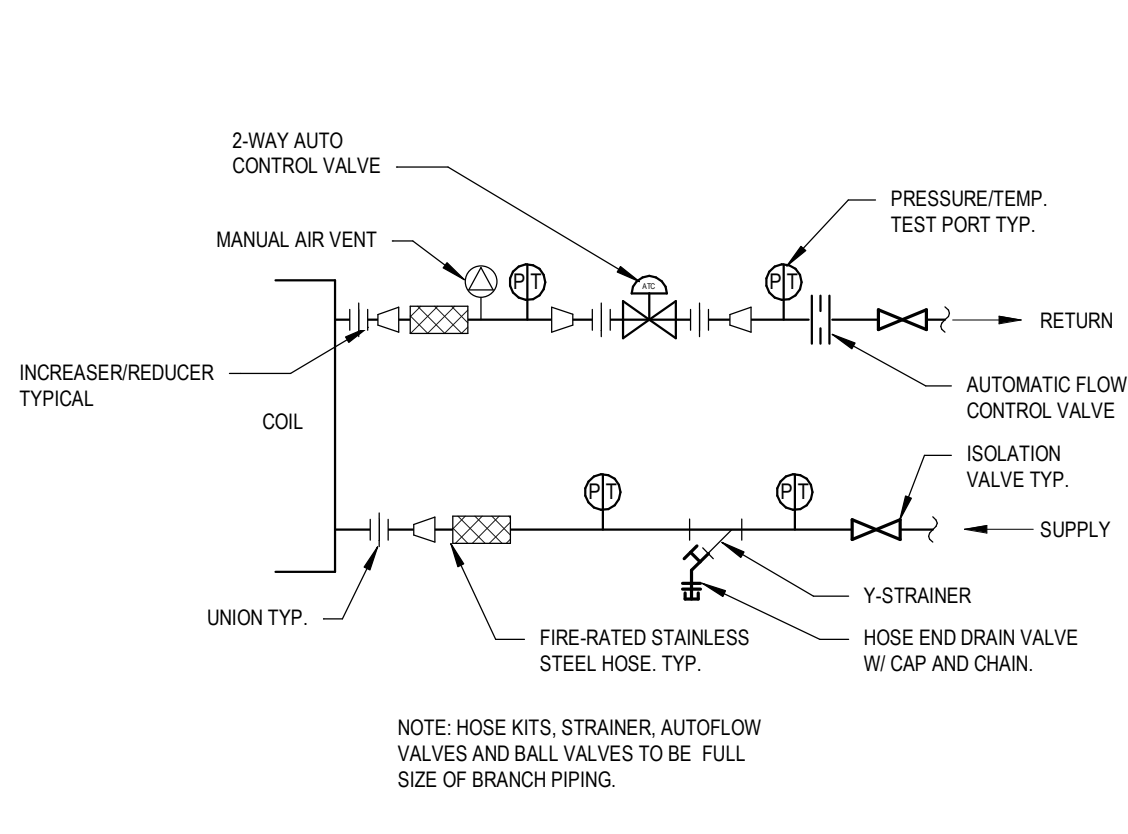 2-WAY AUTO
CONTROL VALVE
PRESSURE/TEMP.
TEST PORT TYP.
MANUAL AIR VENT
P T
ATC
P T
RETURN
INCREASER/REDUCER
TYPICAL
AUTOMATIC FLOW
CONTROL VALVE
COIL
ISOLATION
VALVE TYP.
P T
P T
SUPPLY
Y-STRAINER
UNION TYP.
FIRE-RATED STAINLESS
STEEL HOSE. TYP.
HOSE END DRAIN VALVE
W/ CAP AND CHAIN.
NOTE: HOSE KITS, STRAINER, AUTOFLOW
VALVES AND BALL VALVES TO BE FULL
SIZE OF BRANCH PIPING.